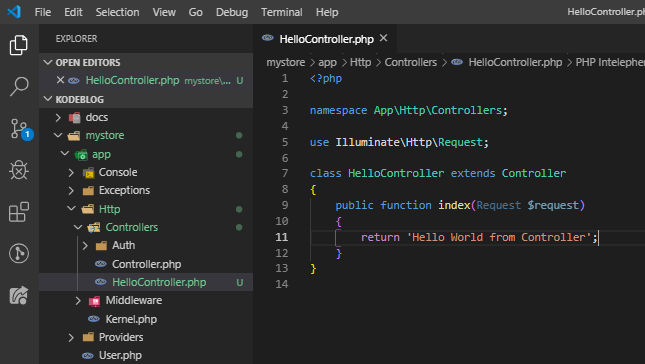 File Edit Selection View Go Debug Terminal Help HelloController.php
EXPLORER
OPEN EDITORS
HelloController.php mystore\... U
KODEBLOG
docs
mystore
app
Console
Exceptions
Http
Controllers
Auth
Controller.php
HelloController.php U
Middleware
Kernel.php
Providers
User.php
1
HelloController.php
mystore > app > Http > Controllers > HelloController.php > PHP Intelephe
1 <?php
2
3 namespace App\Http\Controllers;
4
5 use Illuminate\Http\Request;
6
7 class HelloController extends Controller
8 {
9     public function index(Request $request)
10     {
11         return 'Hello World from Controller';
12     }
13 }
14